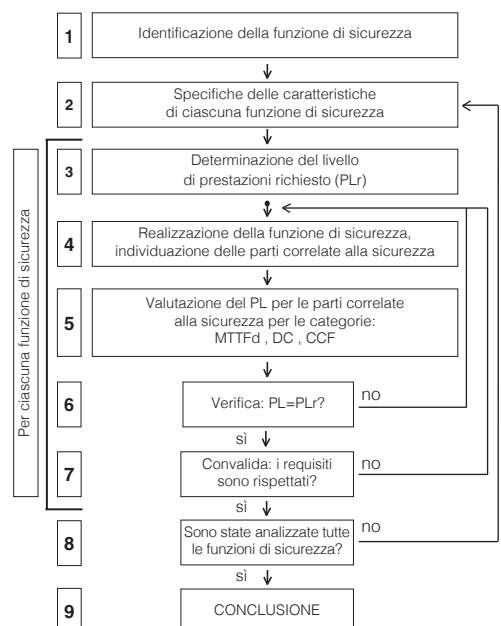 1
Identificazione della funzione di sicurezza
2
Specifiche delle caratteristiche
di ciascuna funzione di sicurezza
Per ciascuna funzione di sicurezza
3
Determinazione del livello
di prestazioni richiesto (PLr)
4
Realizzazione della funzione di sicurezza,
individuazione delle parti correlate alla sicurezza
5
Valutazione del PL per le parti correlate
alla sicurezza per le categorie:
MTTFd , DC , CCF
6
Verifica: PL=PLr?
no
sì
7
Convalida: i requisiti
sono rispettati?
no
sì
8
Sono state analizzate tutte
le funzioni di sicurezza?
no
sì
9
CONCLUSIONE